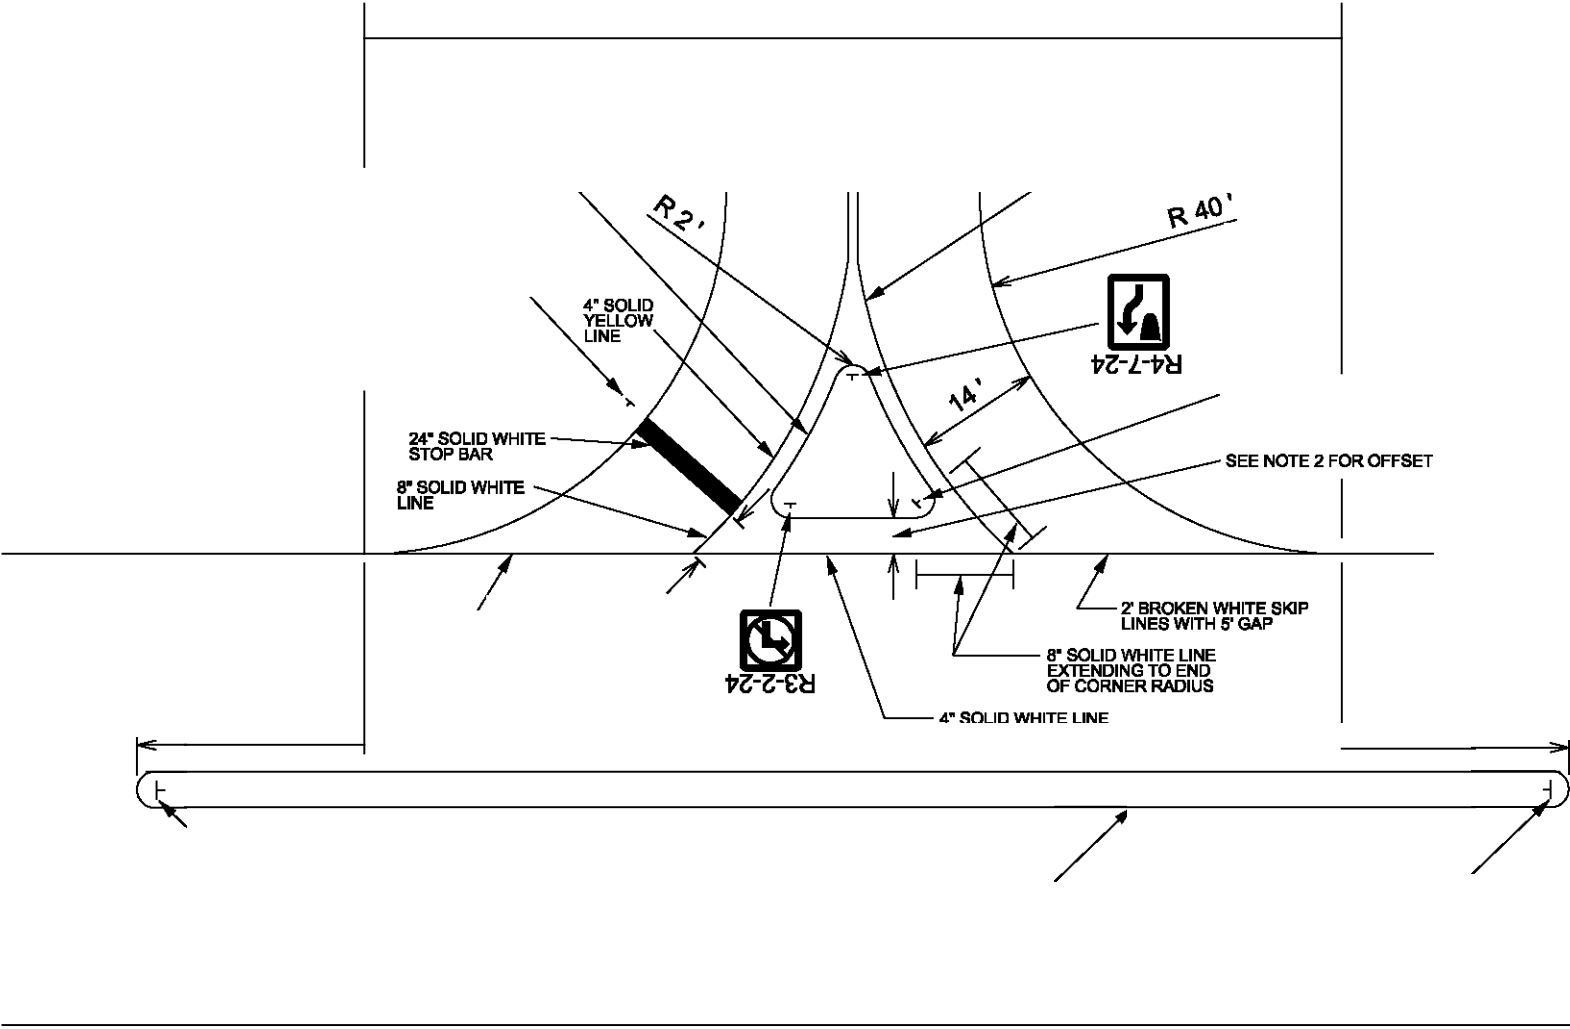 R 2'
R 40'
4" SOLID
YELLOW
LINE
R4-7-24
14'
24" SOLID WHITE
STOP BAR
SEE NOTE 2 FOR OFFSET
8" SOLID WHITE
LINE
2' BROKEN WHITE SKIP
LINES WITH 5' GAP
8" SOLID WHITE LINE
EXTENDING TO END
OF CORNER RADIUS
R3-2-24
4" SOLID WHITE LINE